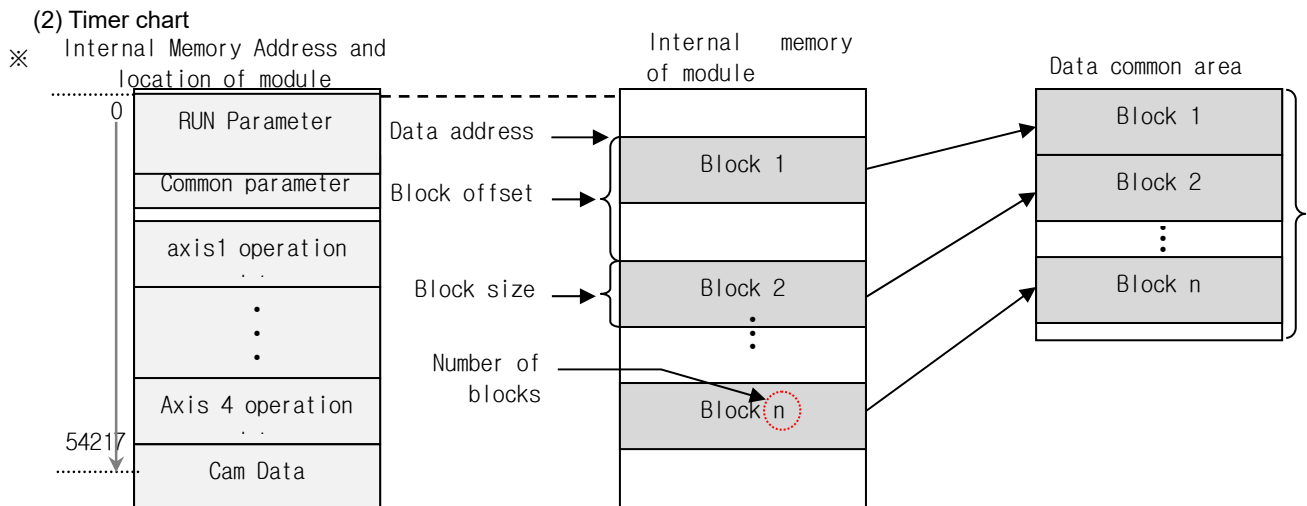 (2) Timer chart
※
Internal Memory Address and
location of module
0
RUN Parameter
Common parameter
axis1 operation
. .
Axis 4 operation
. .
54217
Cam Data
Data address
Block offset
Block size
Number of
blocks
Internal memory
of module
Block 1
Block 2
Block n
Data common area
Block 1
Block 2
Block n